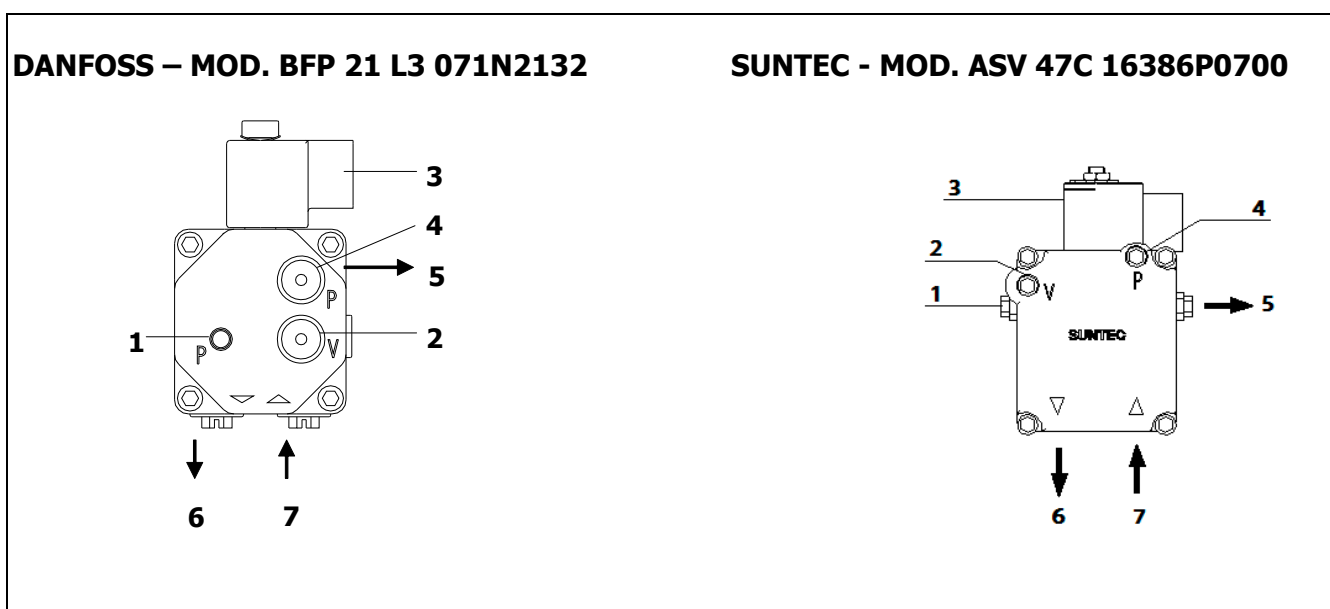 DANFOSS – MOD. BFP 21 L3 071N2132
SUNTEC - MOD. ASV 47C 16386P0700
3
4
5
P
1
P
2
V
6
7
3
4
2
V
P
1
5
SUNTEC
6
7